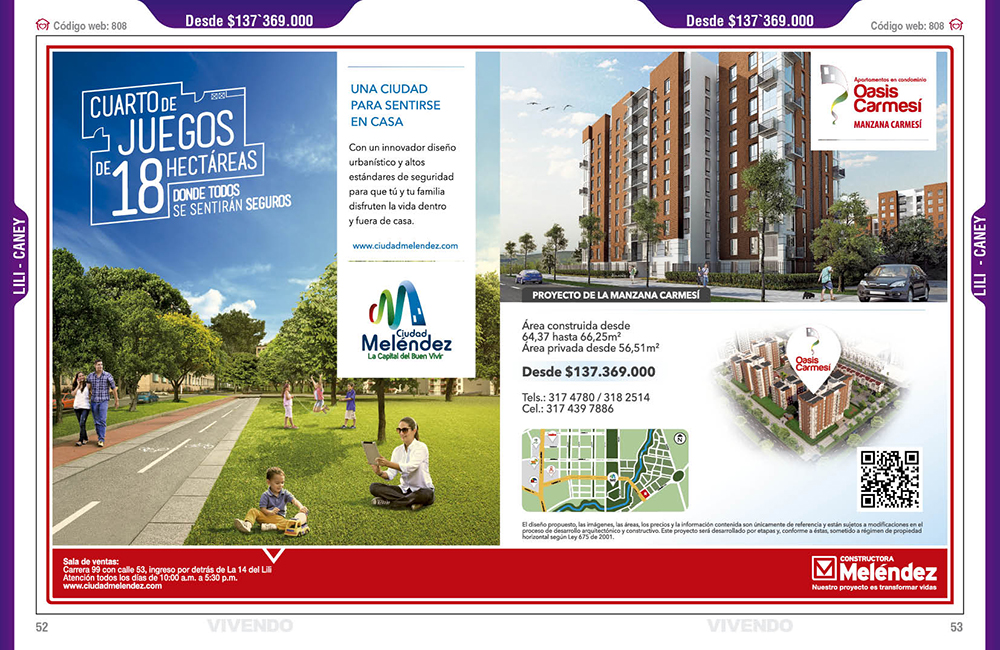 Código web: 808
Desde $137`369.000
Desde $137`369.000
Código web: 808
LILI - CANEY
CUARTO DE
JUEGOS
DE 18 HECTÁREAS
DONDE TODOS
SE SENTIRÁN SEGUROS
UNA CIUDAD
PARA SENTIRSE
EN CASA
Con un innovador diseño
urbanístico y altos
estándares de seguridad
para que tú y tu familia
disfruten la vida dentro
y fuera de casa.
www.ciudadmelendez.com
Ciudad
Meléndez
La Capital del Buen Vivir
Apartamentos en condominio
Oasis
Carmesí
MANZANA CARMESÍ
PROYECTO DE LA MANZANA CARMESÍ
Área construida desde
64,37 hasta 66,25m²
Área privada desde 56,51m²
Desde $137.369.000
Tels.: 317 4780 / 318 2514
Cel.: 317 439 7886
Oasis
Carmesí
N
El diseño propuesto, las imágenes, las áreas, los precios y la información contenida son únicamente de referencia y están sujetos a modificaciones en el
proceso de desarrollo arquitectónico y constructivo. Este proyecto será desarrollado por etapas y, conforme a éstas, sometido a régimen de propiedad
horizontal según Ley 675 de 2001.
Sala de ventas:
Carrera 99 con calle 53, ingreso por detrás de La 14 del Lili
Atención todos los días de 10:00 a.m. a 5:30 p.m.
www.ciudadmelendez.com
CONSTRUCTORA
Meléndez
Nuestro proyecto es transformar vidas
LILI - CANEY
52
VIVENDO
VIVENDO
53